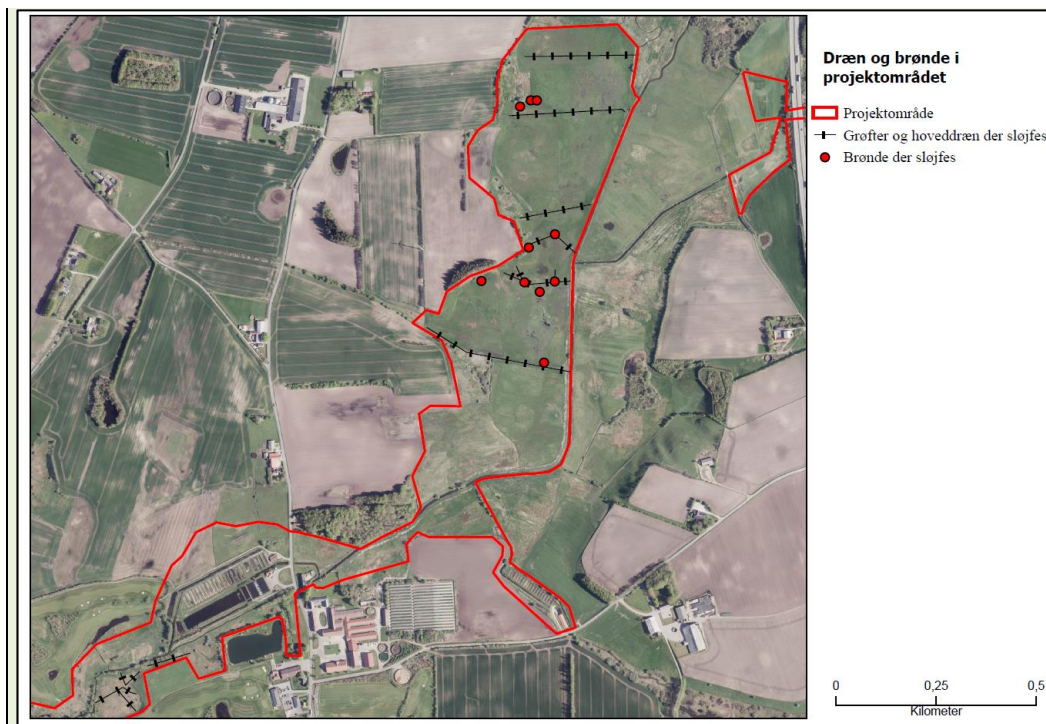 Dræn og brønde i
projektområdet
Projektområde
Grøfter og hoveddræn der sløjfes
Brønde der sløjfes
0 0,25 0,5
Kilometer